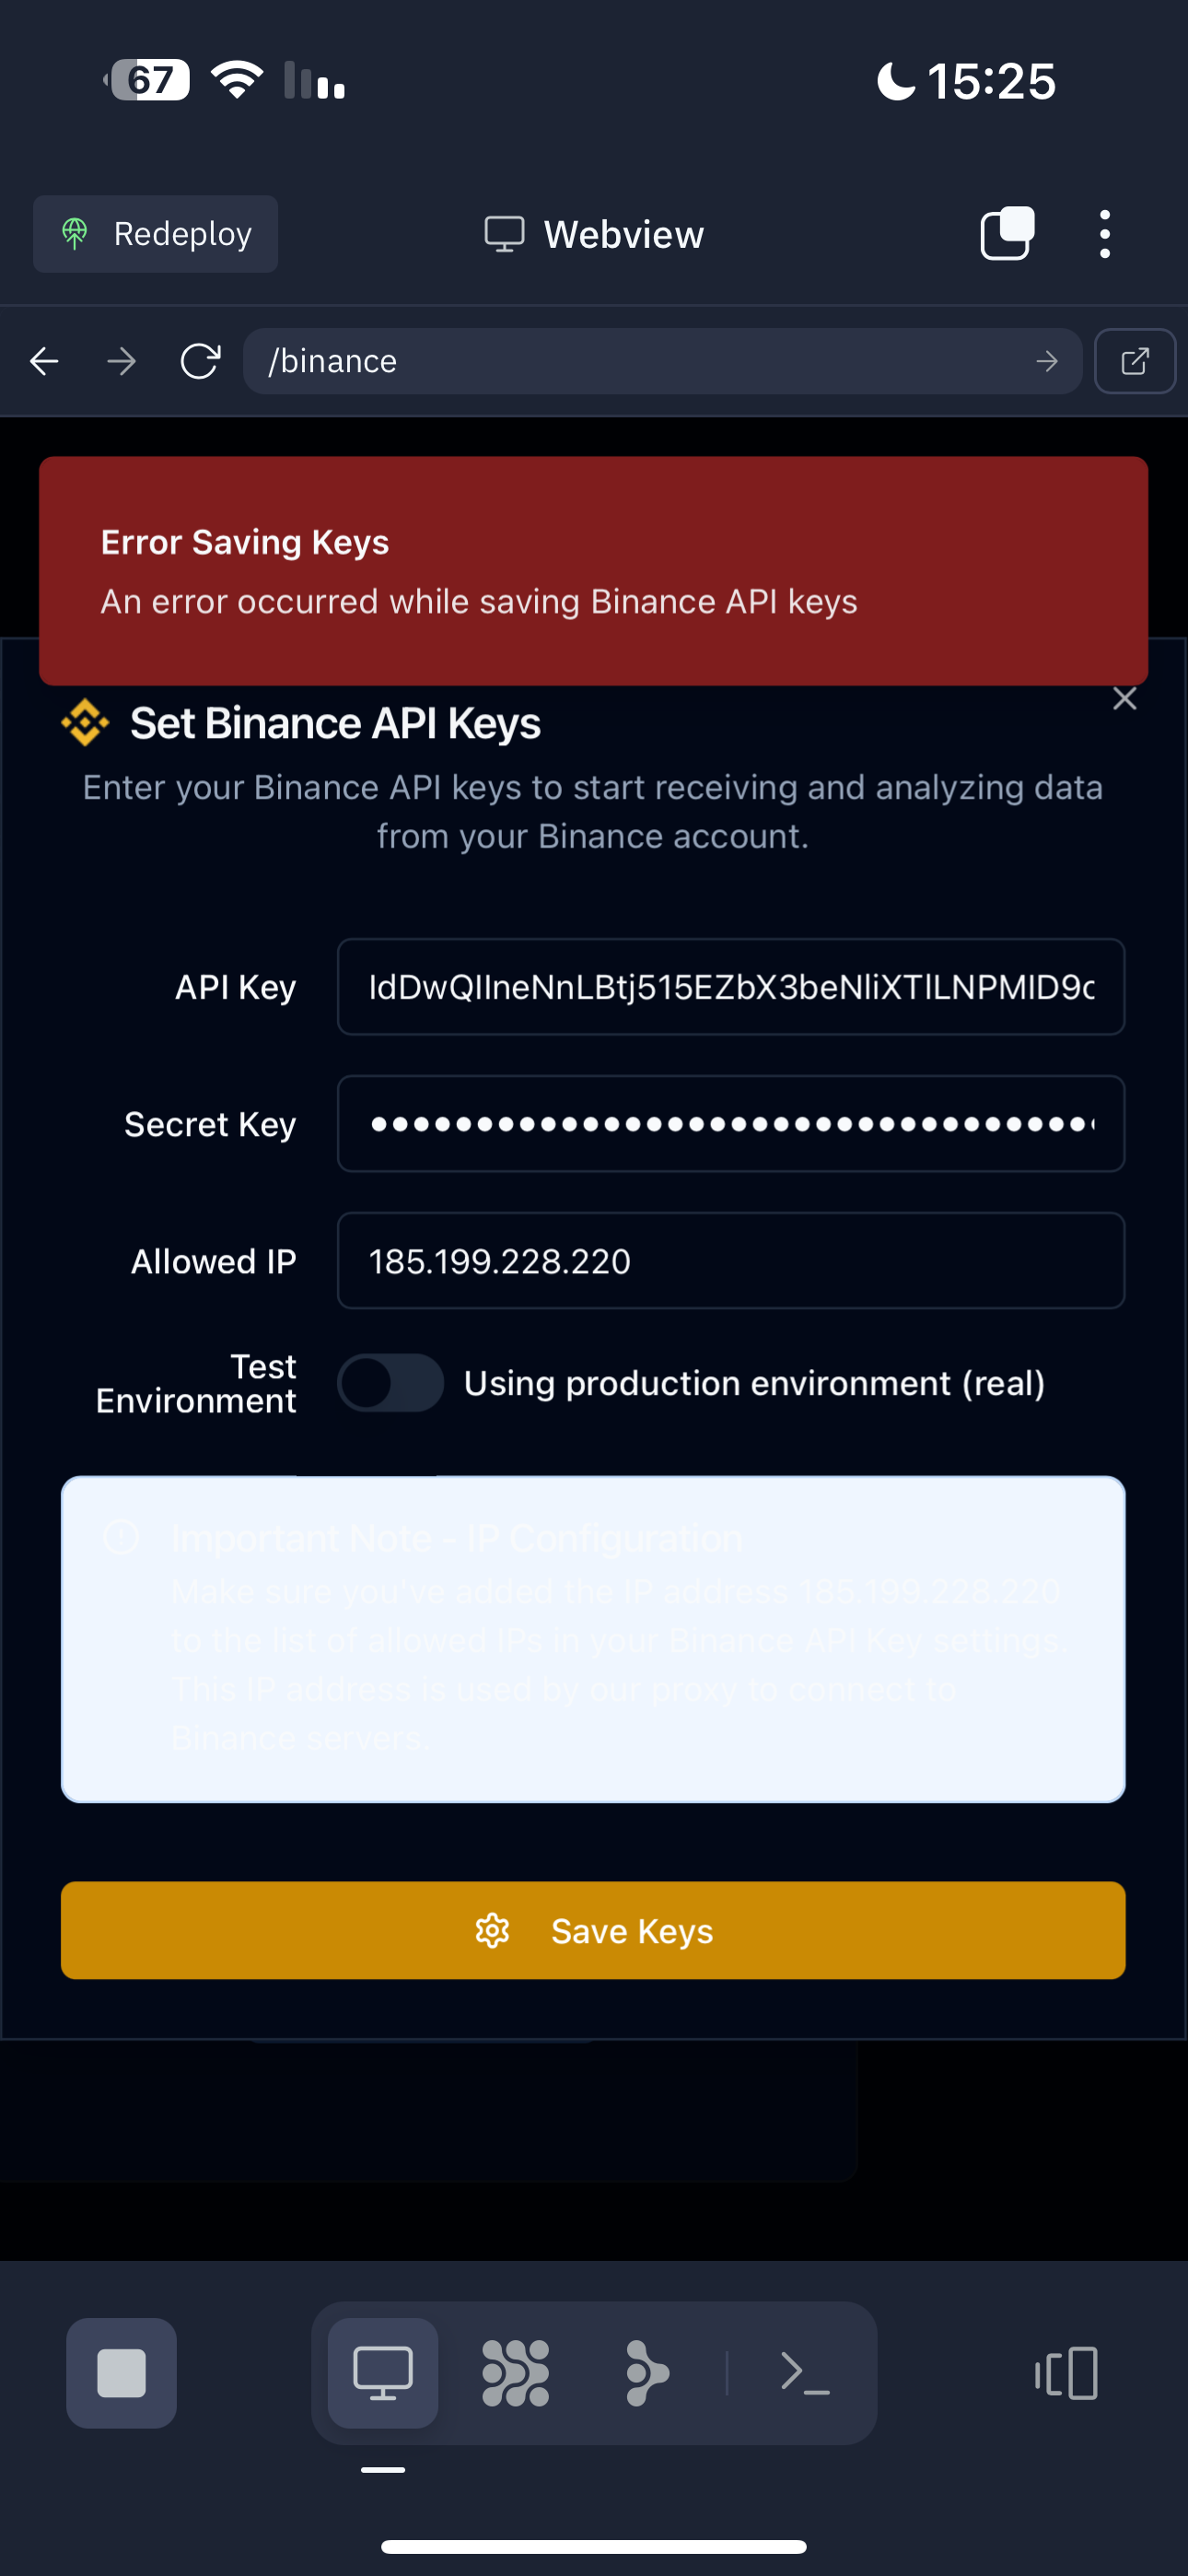 67
15:25
Redeploy
Webview
/binance
Error Saving Keys
An error occurred while saving Binance API keys
Set Binance API Keys
Enter your Binance API keys to start receiving and analyzing data
from your Binance account.
API Key
Secret Key
Allowed IP
185.199.228.220
Test
Environment
Using production environment (real)
Important Note - IP Configuration
Make sure you've added the IP address 185.199.228.220
to the list of allowed IPs in your Binance API Key settings.
This IP address is used by our proxy to connect to
Binance servers.
Save Keys